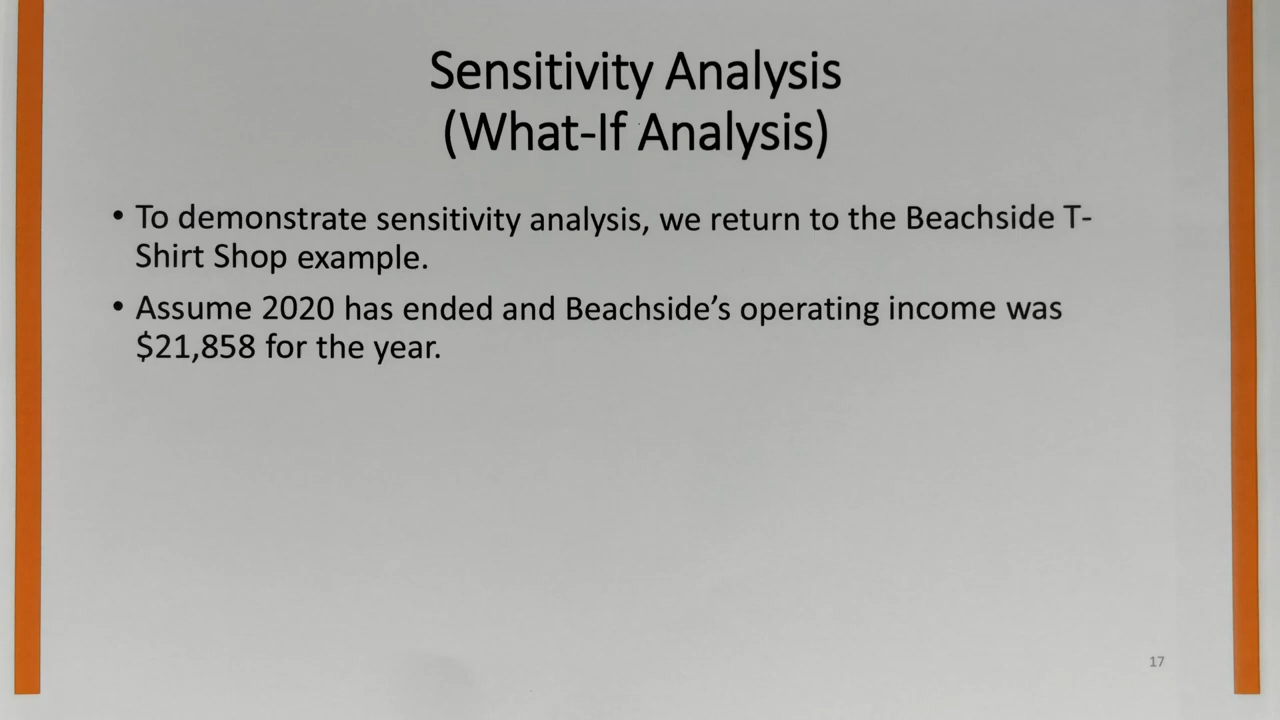 Sensitivity Analysis
(What-If Analysis)
• To demonstrate sensitivity analysis, we return to the Beachside T-
Shirt Shop example.
• Assume 2020 has ended and Beachside’s operating income was
$21,858 for the year.
17